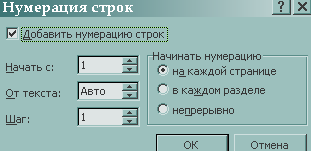 Нумерация строк
Добавить нумерацию строк
Начать с: 1
От текста: Авто
Шаг: 1
Начинать нумерацию
на каждой странице
в каждом разделе
непрерывно
ОК Отмена